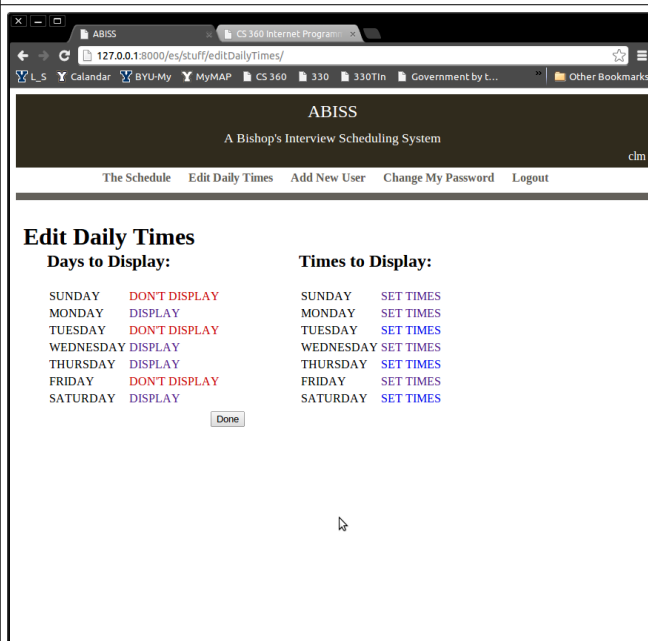 ABISS
CS 360 Internet Programm
127.0.0.1:8000/es/stuff/editDailyTimes/
L_S Calandar BYU-My MyMAP CS 360 330 330TIn Government by t... » Other Bookmarks
ABISS
A Bishop's Interview Scheduling System
clm
The Schedule Edit Daily Times Add New User Change My Password Logout
Edit Daily Times
Days to Display: Times to Display:
SUNDAY DON'T DISPLAY SUNDAY SET TIMES
MONDAY DISPLAY MONDAY SET TIMES
TUESDAY DON'T DISPLAY TUESDAY SET TIMES
WEDNESDAY DISPLAY WEDNESDAY SET TIMES
THURSDAY DISPLAY THURSDAY SET TIMES
FRIDAY DON'T DISPLAY FRIDAY SET TIMES
SATURDAY DISPLAY SATURDAY SET TIMES
Done